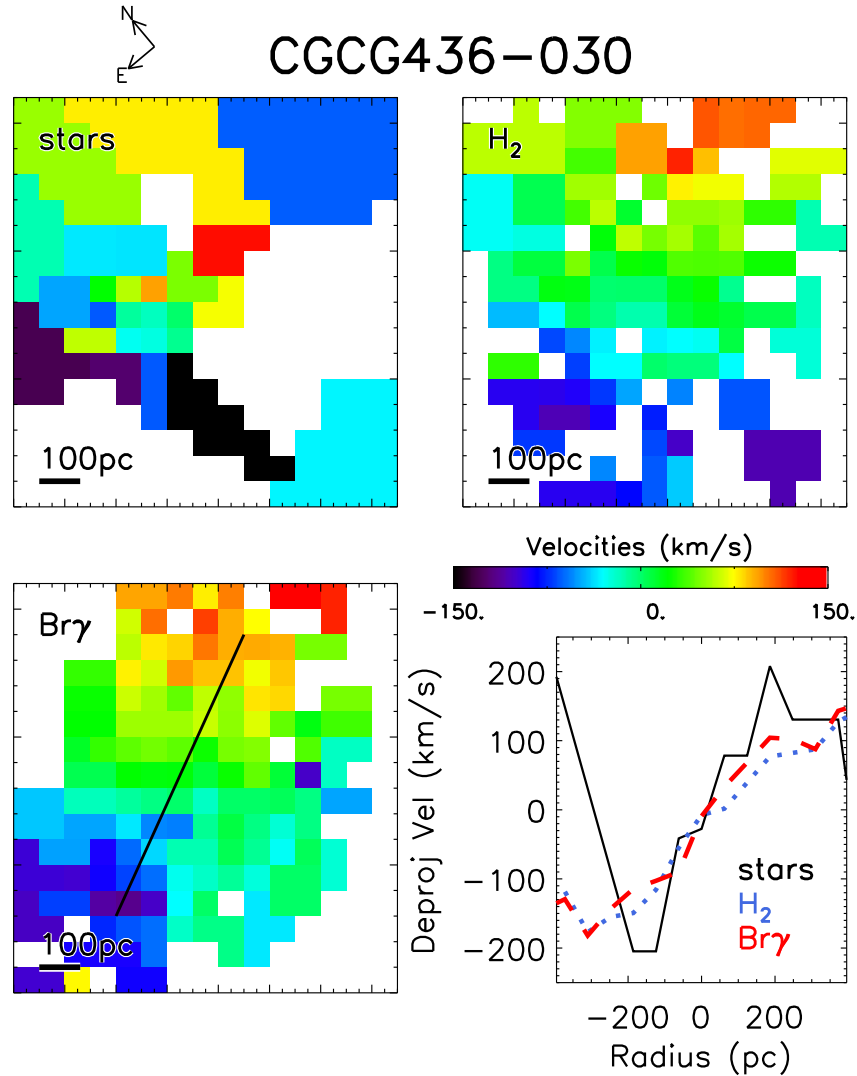 N
E
CGCG436-030
stars
H2
100pc
100pc
Velocities (km/s)
-150. 0. 150.
Brγ
100pc
Deproj Vel (km/s)
200
100
0
-100
-200
stars
H2
Brγ
-200 0 200
Radius (pc)